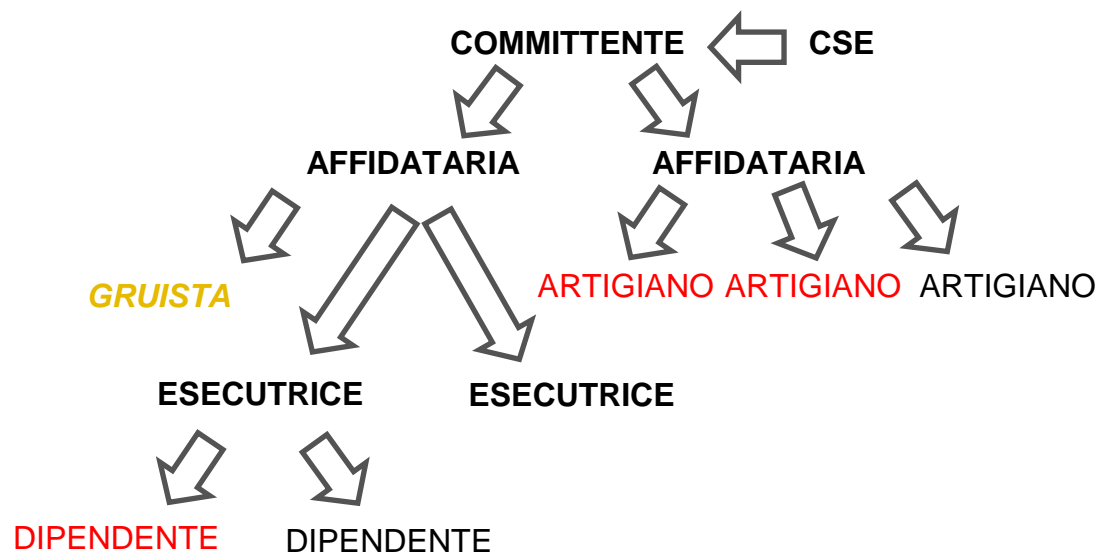 COMMITTENTE CSE
AFFIDATARIA AFFIDATARIA
GRUISTA ARTIGIANO ARTIGIANO ARTIGIANO
ESECUTRICE ESECUTRICE
DIPENDENTE DIPENDENTE